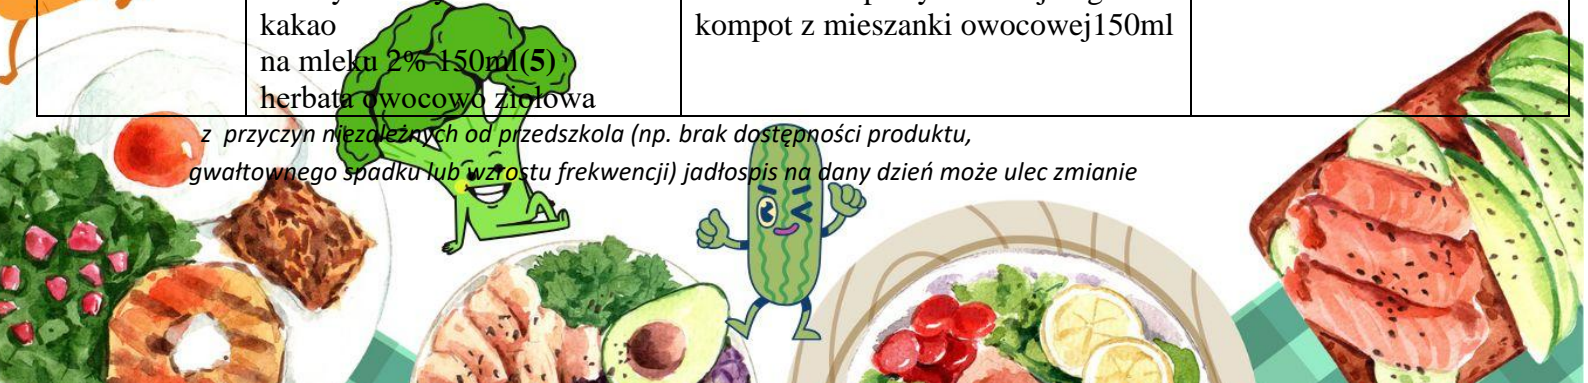 kakao
na mleku 2% 150ml(5)
herbata owocowo ziołowa
kompot z mieszanki owocowej150ml
z przyczyn niezależnych od przedszkola (np. brak dostępności produktu,
gwałtownego spadku lub wzrostu frekwencji) jadłospis na dany dzień może ulec zmianie